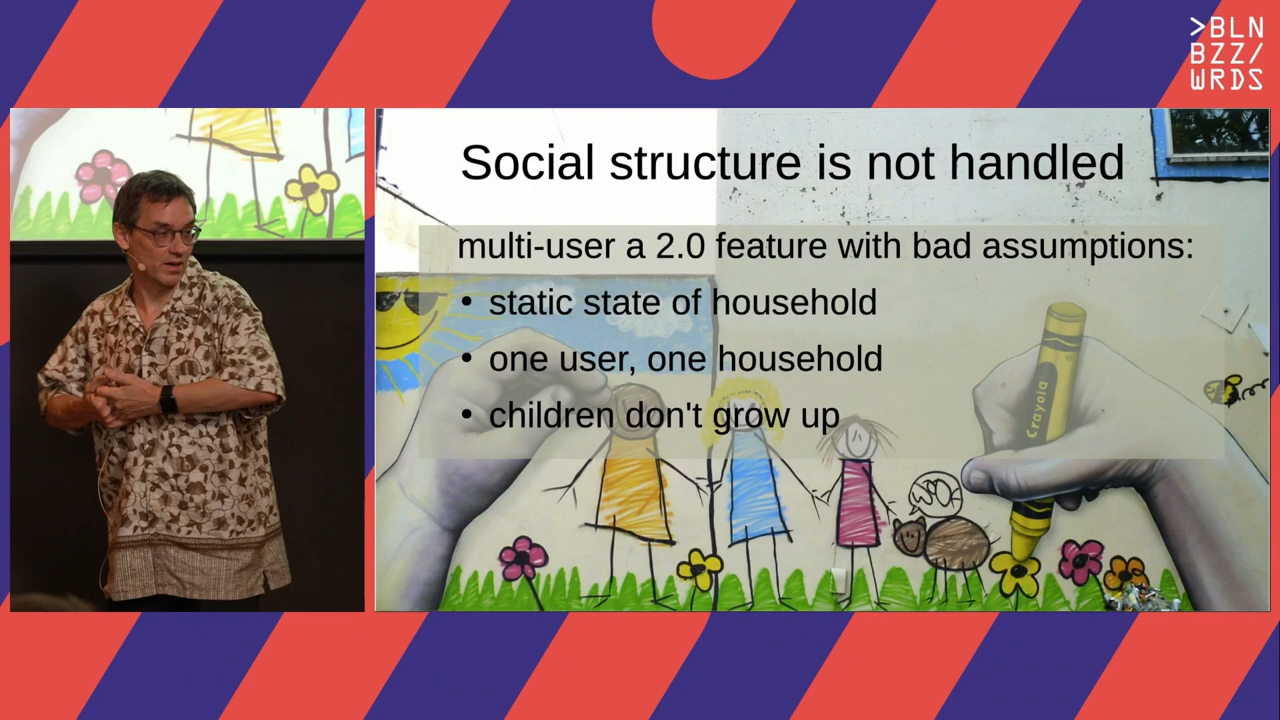 >BLN
BZZ/
WRDS
Social structure is not handled
multi-user a 2.0 feature with bad assumptions:
• static state of household
• one user, one household
• children don't grow up
Crayola
WOOF